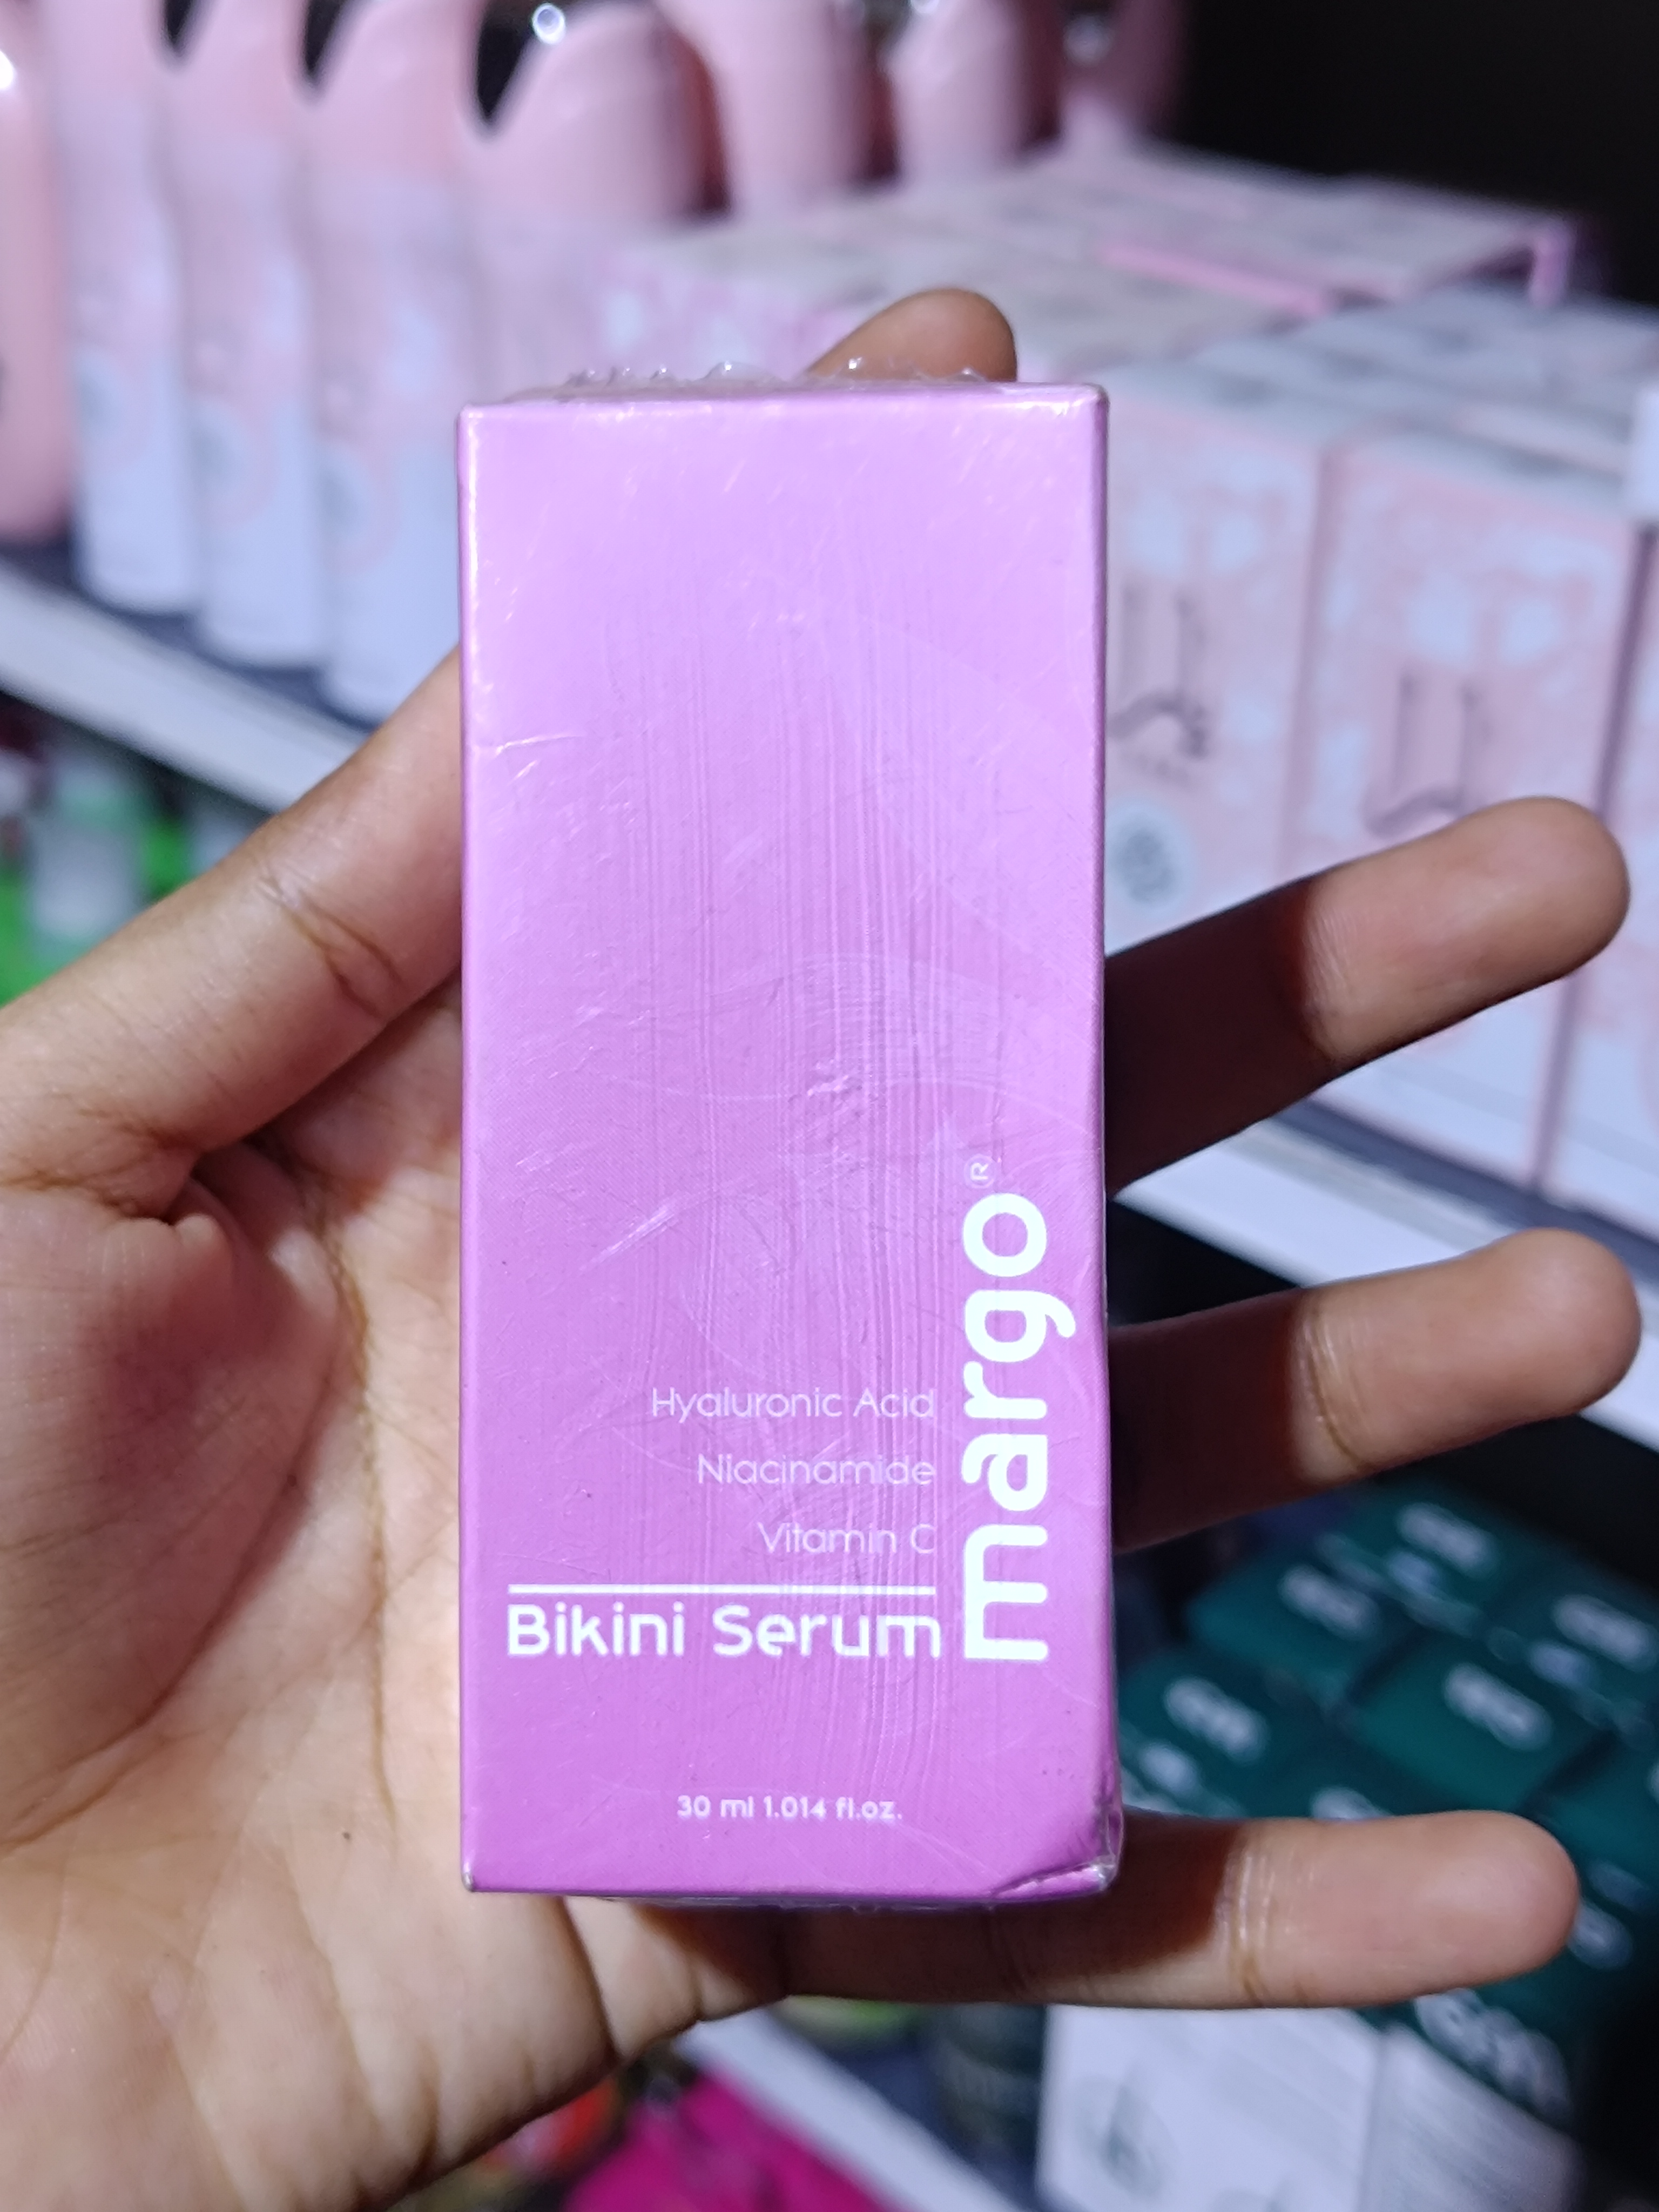 margo®
Hyaluronic Acid
Niacinamide
Vitamin C
Bikini Serum
30 ml 1.014 fl.oz.